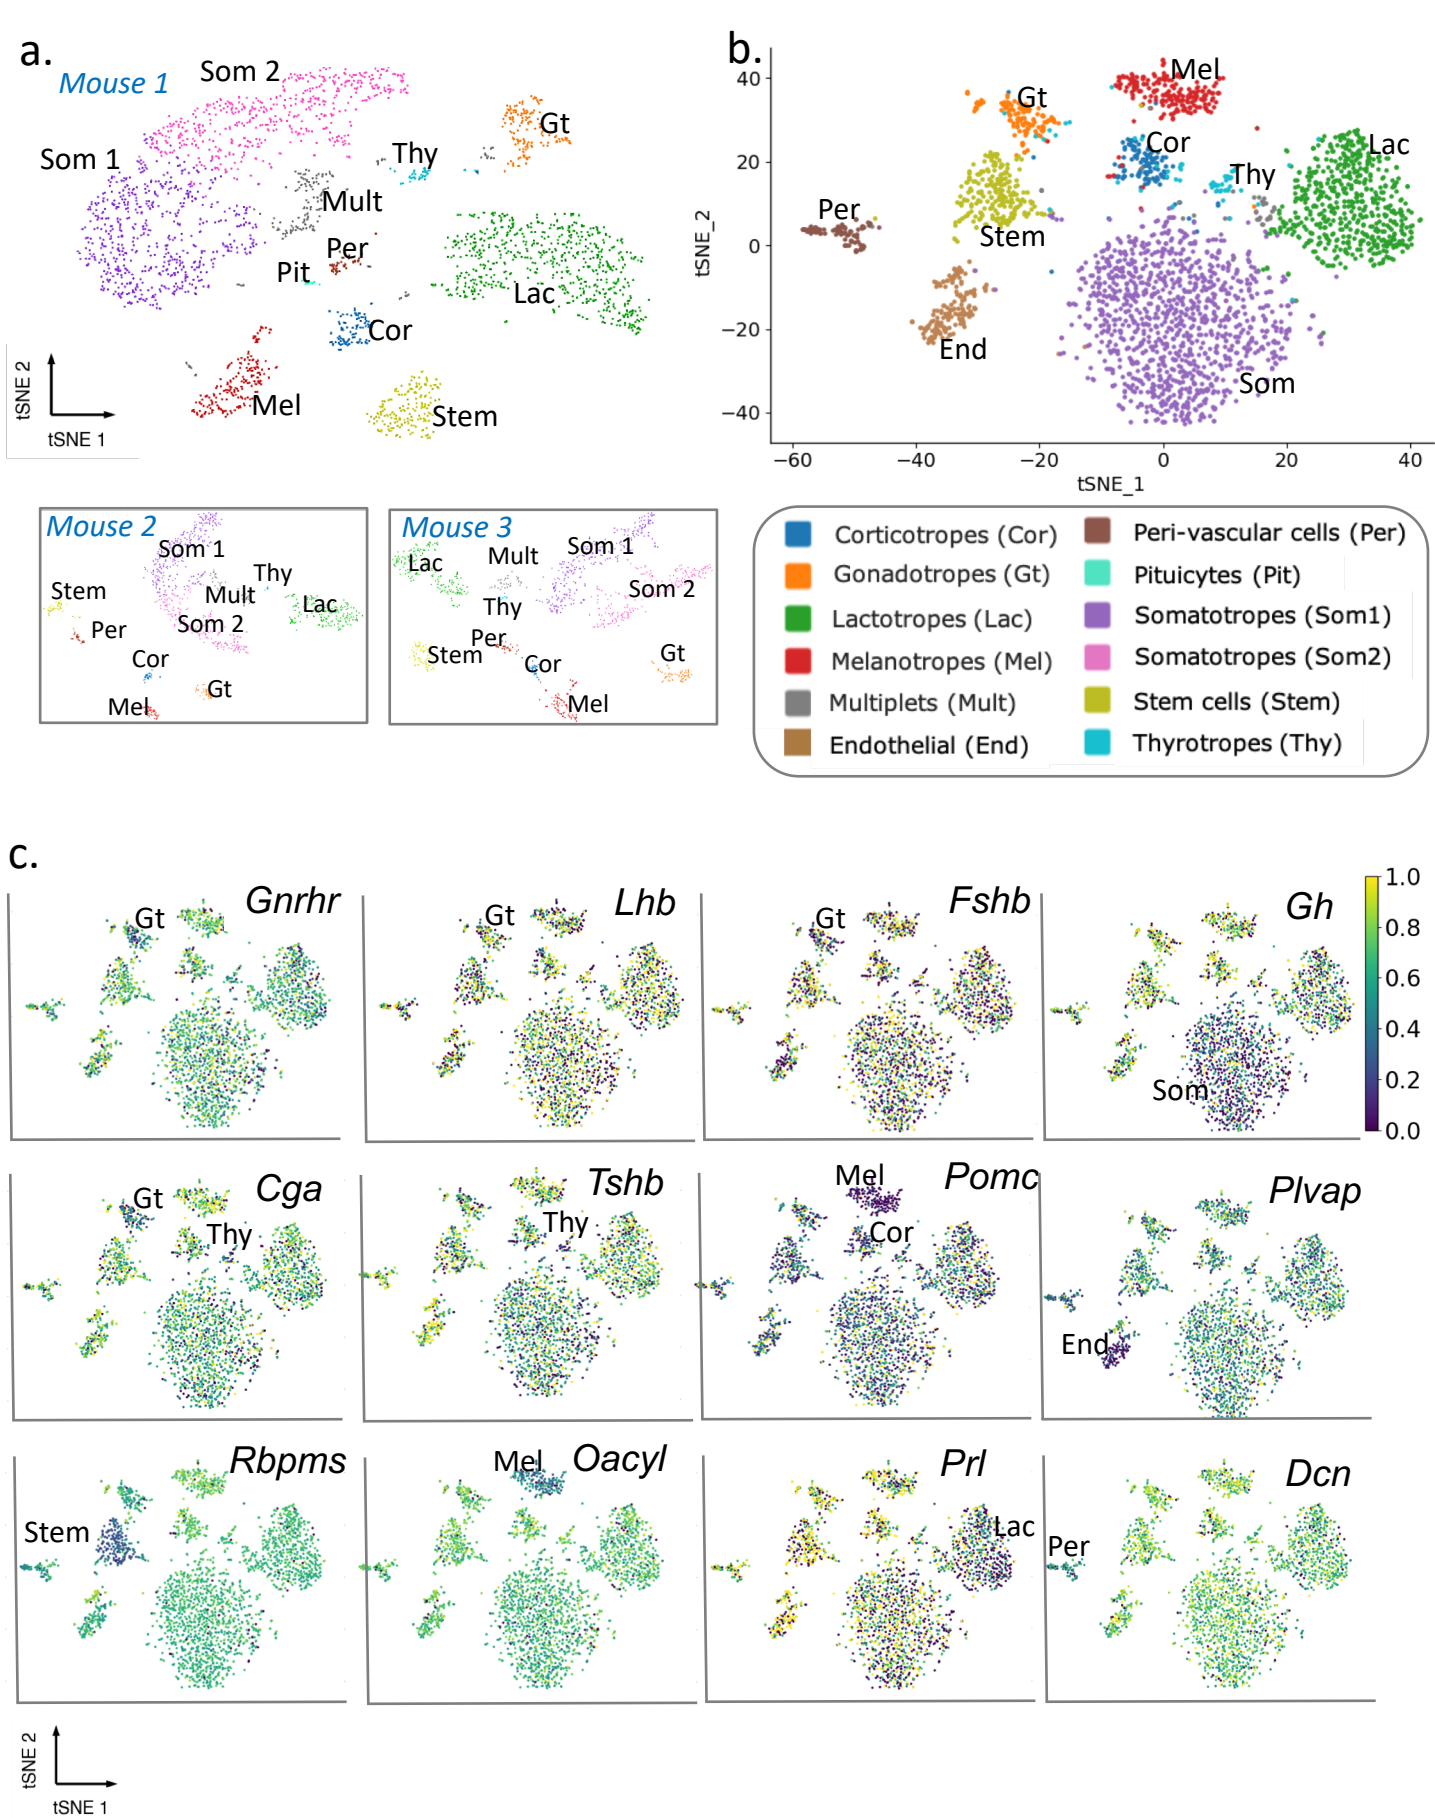 a.
Mouse 1
Som 2
Som 1
Gt
Thy
Mult
Per
Pit
Lac
Cor
Mel
Stem
tSNE 2
tSNE 1
b.
40
20
0
−20
−40
−60
−40
−20
0
20
40
tSNE_2
tSNE_1
Mel
Gt
Cor
Lac
Thy
Per
Stem
End
Som
Mouse 2
Som 1
Thy
Stem
Mult
Lac
Per
Som 2
Cor
Gt
Mel
Mouse 3
Som 1
Lac
Mult
Som 2
Thy
Per
Stem
Cor
Gt
Mel
Corticotropes (Cor)
Gonadotropes (Gt)
Lactotropes (Lac)
Melanotropes (Mel)
Multiplets (Mult)
Endothelial (End)
Peri-vascular cells (Per)
Pituicytes (Pit)
Somatotropes (Som1)
Somatotropes (Som2)
Stem cells (Stem)
Thyrotropes (Thy)
c.
Gnrhr
Gt
Lhb
Gt
Fshb
Gt
Gh
Som
1.0
0.8
0.6
0.4
0.2
0.0
Cga
Gt
Thy
Tshb
Thy
Pomc
Mel
Cor
Plvap
End
Rbpms
Stem
Oacyl
Mel
Prl
Lac
Dcn
Per
tSNE 2
tSNE 1